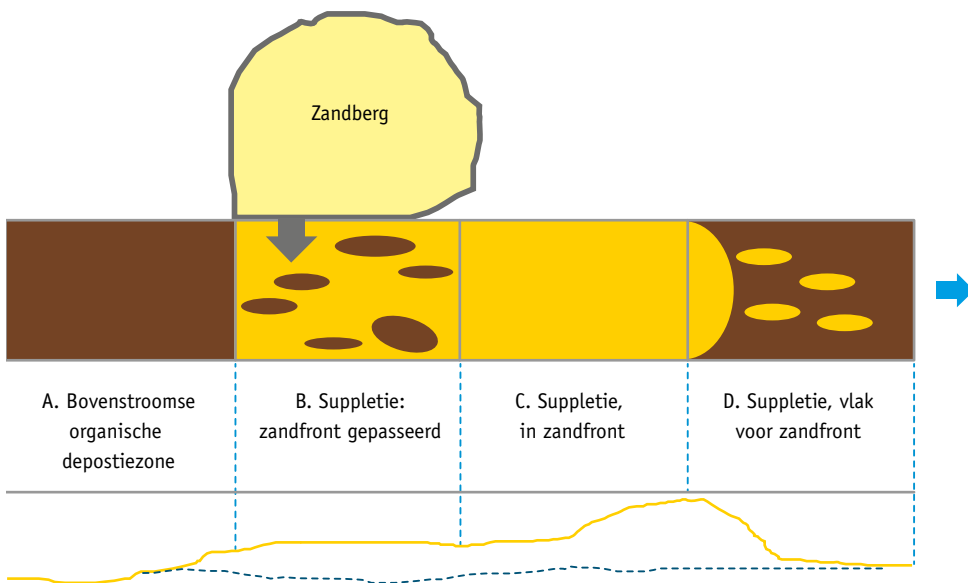 Zandberg
A. Bovenstroomse
organische
depostiezone
B. Suppletie:
zandfront gepasseerd
C. Suppletie,
in zandfront
D. Suppletie, vlak
voor zandfront